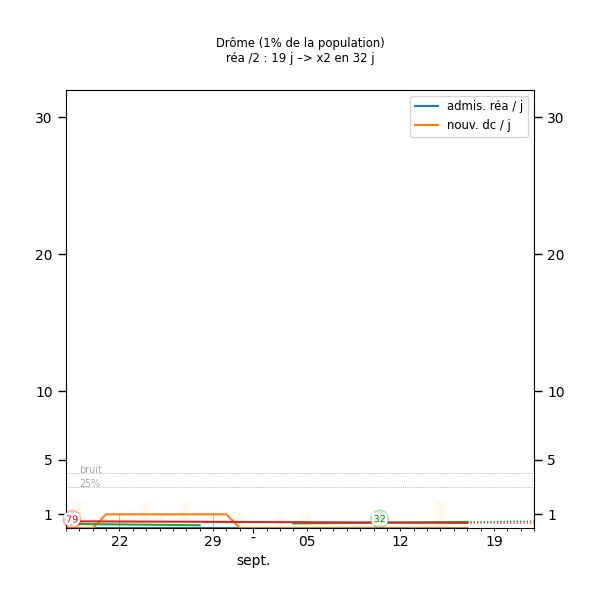 Drôme (1% de la population)
réa /2 : 19 j –> x2 en 32 j
admis. réa / j
nouv. dc / j
30 30
20 20
10 10
5 5
bruit
25%
1 1
79 32
22 29 - 05 12 19
sept.